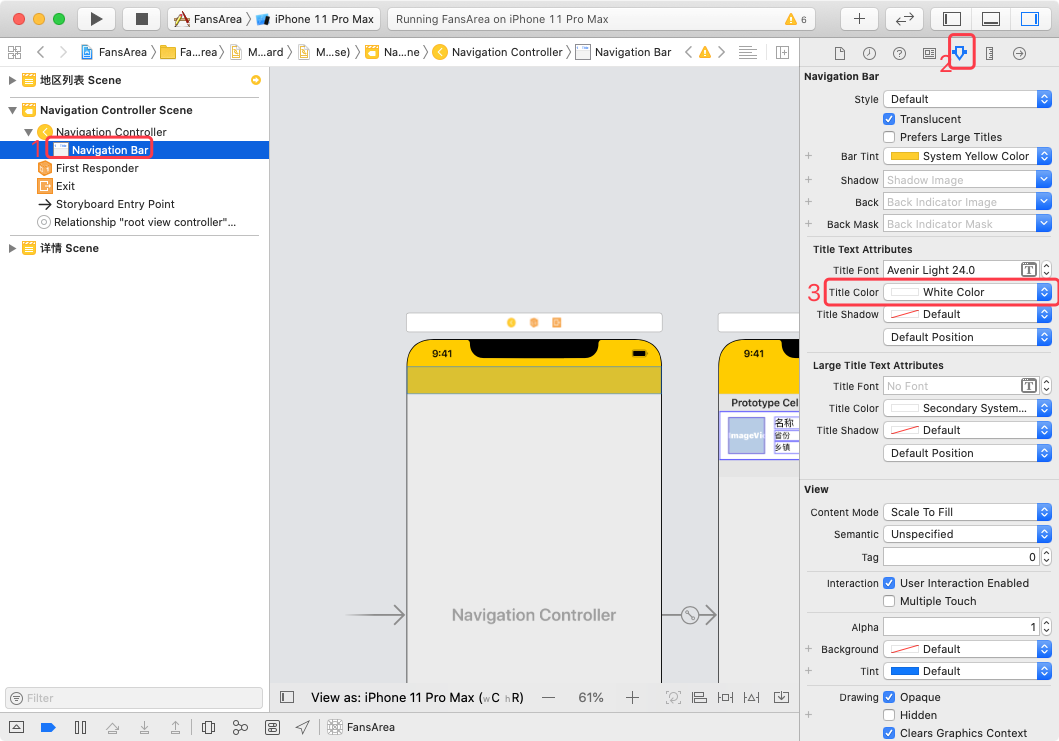 FansArea
iPhone 11 Pro Max
Running FansArea on iPhone 11 Pro Max
6
FansArea
Fa...rea
M...ard
M...se)
Na...ne
Navigation Controller
Navigation Bar
地区列表 Scene
Navigation Controller Scene
Navigation Controller
1
Navigation Bar
First Responder
Exit
Storyboard Entry Point
Relationship "root view controller"...
详情 Scene
Filter
9:41
Navigation Controller
9:41
Prototype Cel
ImageVi
名称
省份
乡镇
View as: iPhone 11 Pro Max (wC hR)
61%
FansArea
2
Navigation Bar
Style Default
Translucent
Prefers Large Titles
Bar Tint System Yellow Color
Shadow Shadow Image
Back Back Indicator Image
Back Mask Back Indicator Mask
Title Text Attributes
Title Font Avenir Light 24.0 T
3 Title Color White Color
Title Shadow Default
Default Position
Large Title Text Attributes
Title Font No Font T
Title Color Secondary System...
Title Shadow Default
Default Position
View
Content Mode Scale To Fill
Semantic Unspecified
Tag 0
Interaction User Interaction Enabled
Multiple Touch
Alpha 1
Background Default
Tint Default
Drawing Opaque
Hidden
Clears Graphics Context